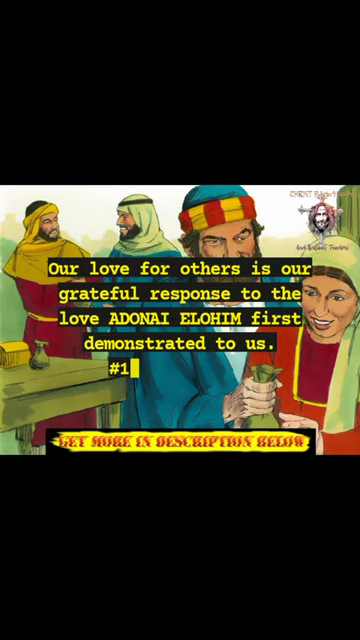 Our love for others is our
grateful response to the
love ADONAI ELOHIM first
demonstrated to us.
#1
GET MORE IN DESCRIPTION BELOW